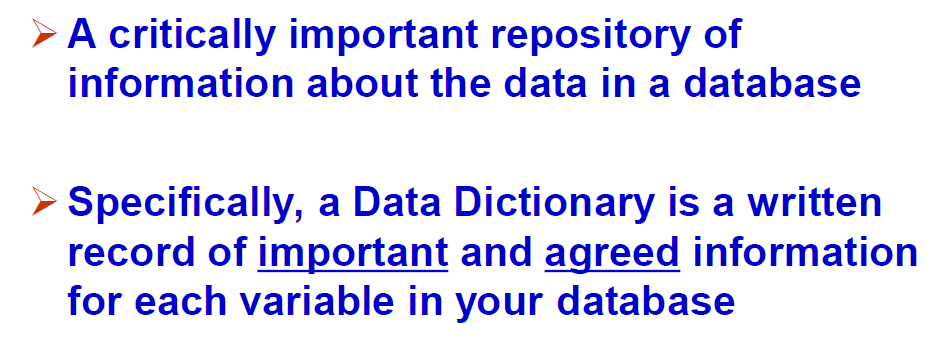 A critically important repository of
information about the data in a database
Specifically, a Data Dictionary is a written
record of important and agreed information
for each variable in your database